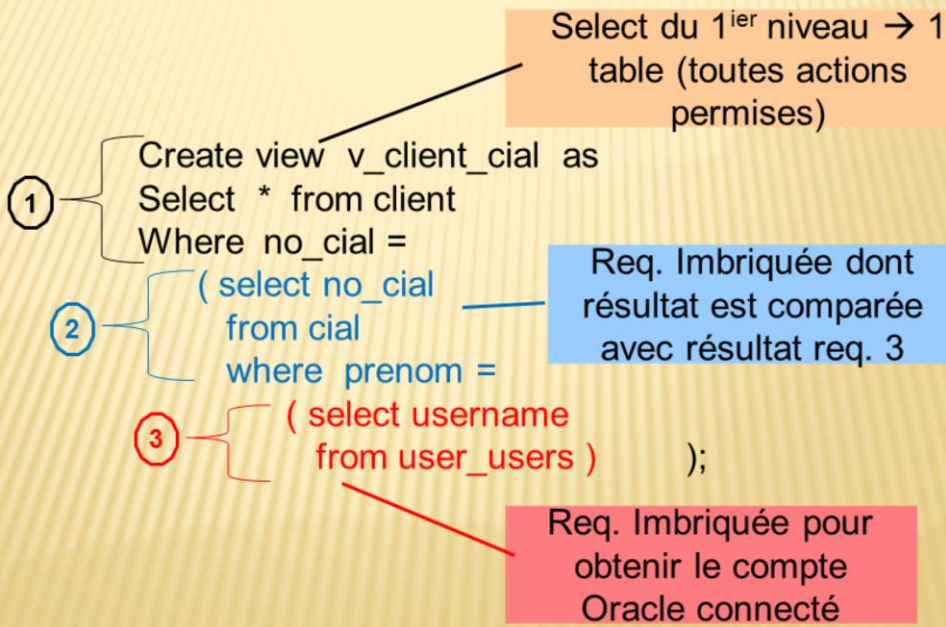 Select du 1ier niveau → 1
table (toutes actions
permises)
Create view v_client_cial as
1
Select * from client
Where no_cial =
( select no_cial
2
from cial
where prenom =
Req. Imbriquée dont
résultat est comparée
avec résultat req. 3
3
( select username
from user_users ) );
Req. Imbriquée pour
obtenir le compte
Oracle connecté